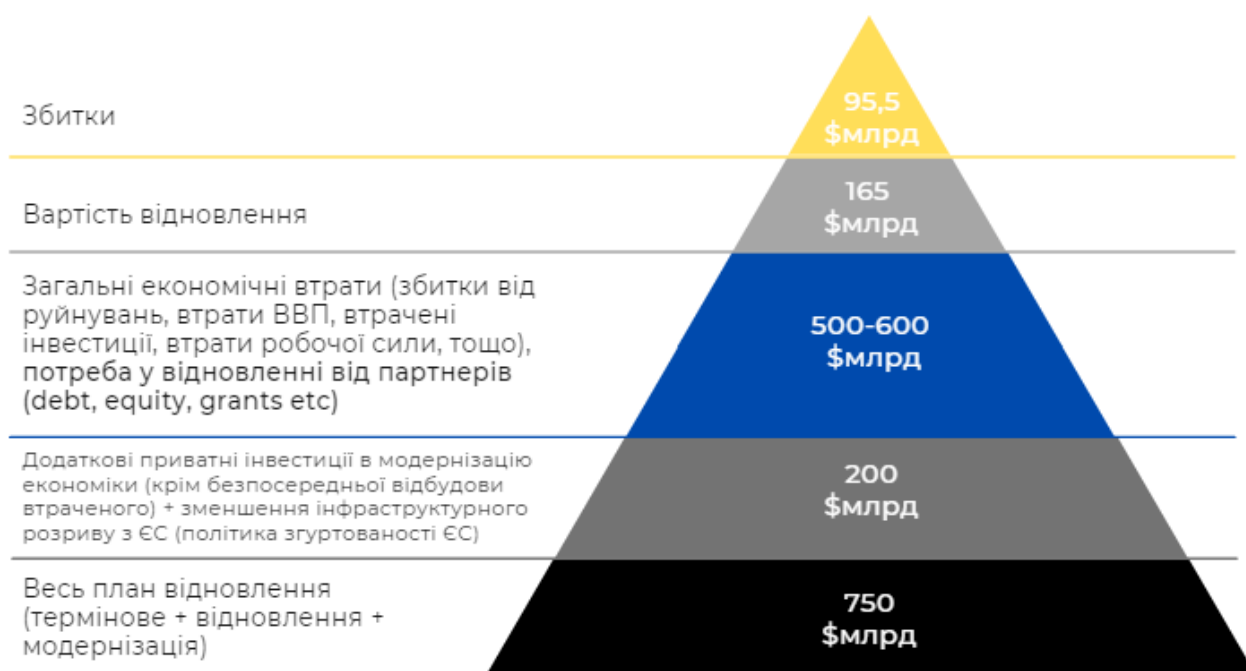 Збитки
95,5
$млрд
Вартість відновлення
165
$млрд
Загальні економічні втрати (збитки від
руйнувань, втрати ВВП, втрачені
інвестиції, втрати робочої сили, тощо),
потреба у відновленні від партнерів
(debt, equity, grants etc)
500-600
$млрд
Додаткові приватні інвестиції в модернізацію
економіки (крім безпосередньої відбудови
втраченого) + зменшення інфраструктурного
розриву з ЄС (політика згуртованості ЄС)
200
$млрд
Весь план відновлення
(термінове + відновлення +
модернізація)
750
$млрд